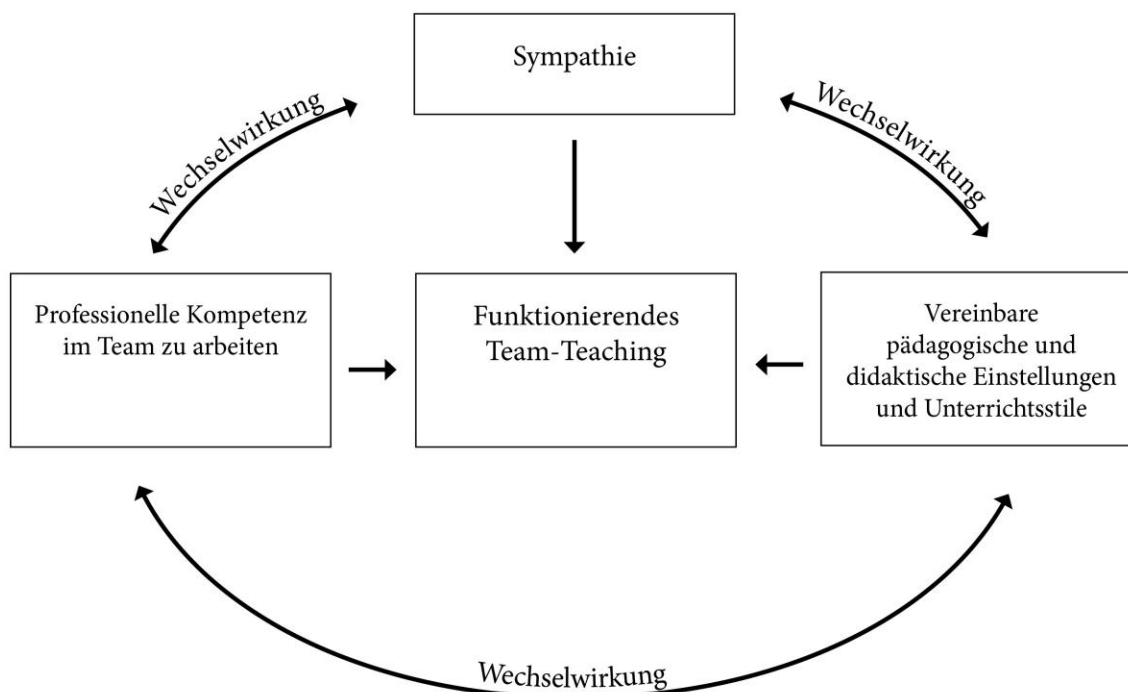 Sympathie
Wechselwirkung
Wechselwirkung
Professionelle Kompetenz
im Team zu arbeiten
Funktionierendes
Team-Teaching
Vereinbare
pädagogische und
didaktische Einstellungen
und Unterrichtsstile
Wechselwirkung